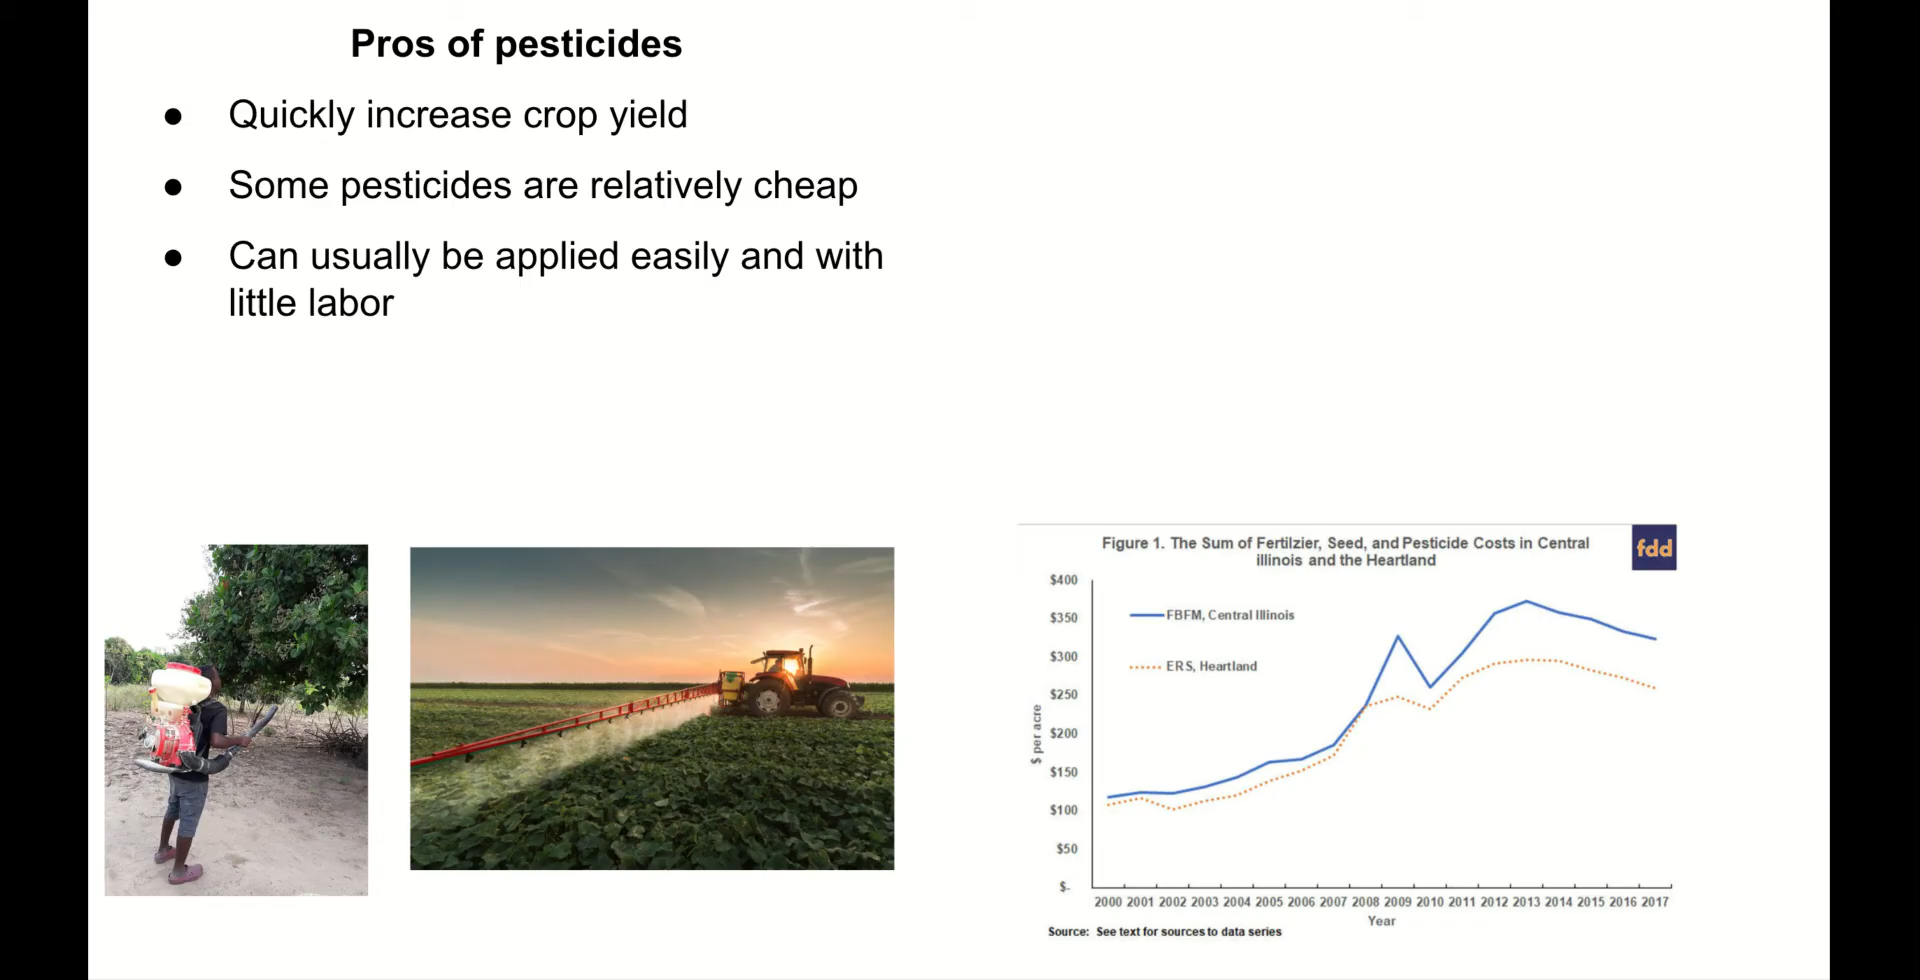 Pros of pesticides
● Quickly increase crop yield
● Some pesticides are relatively cheap
● Can usually be applied easily and with
little labor
Figure 1. The Sum of Fertilzier, Seed, and Pesticide Costs in Central
illinois and the Heartland
fdd
$400
$350
$300
$250
$200
$150
$100
$50
$-
$ per acre
FBFM, Central Illinois
ERS, Heartland
2000 2001 2002 2003 2004 2005 2006 2007 2008 2009 2010 2011 2012 2013 2014 2015 2016 2017
Year
Source: See text for sources to data series